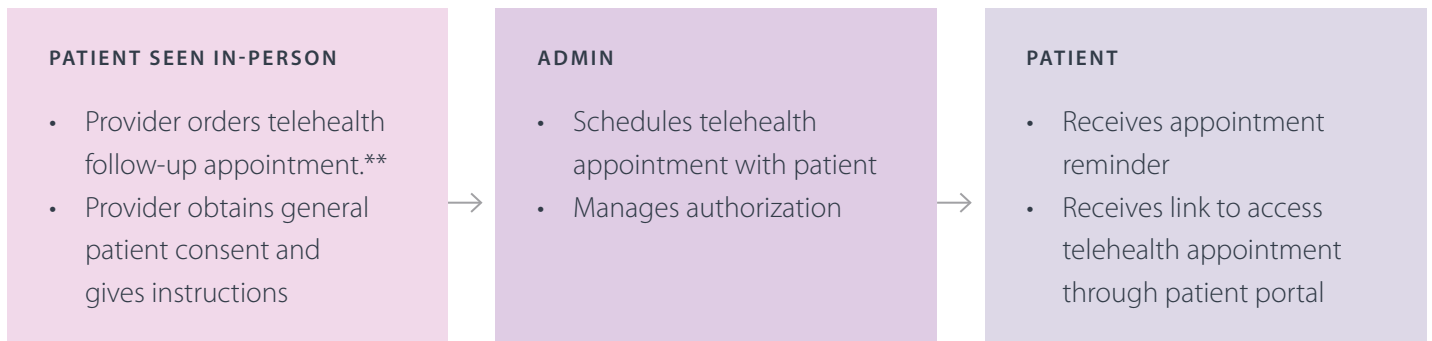 PATIENT SEEN IN-PERSON
• Provider orders telehealth
follow-up appointment.**
• Provider obtains general
patient consent and
gives instructions
ADMIN
• Schedules telehealth
appointment with patient
• Manages authorization
PATIENT
• Receives appointment
reminder
• Receives link to access
telehealth appointment
through patient portal